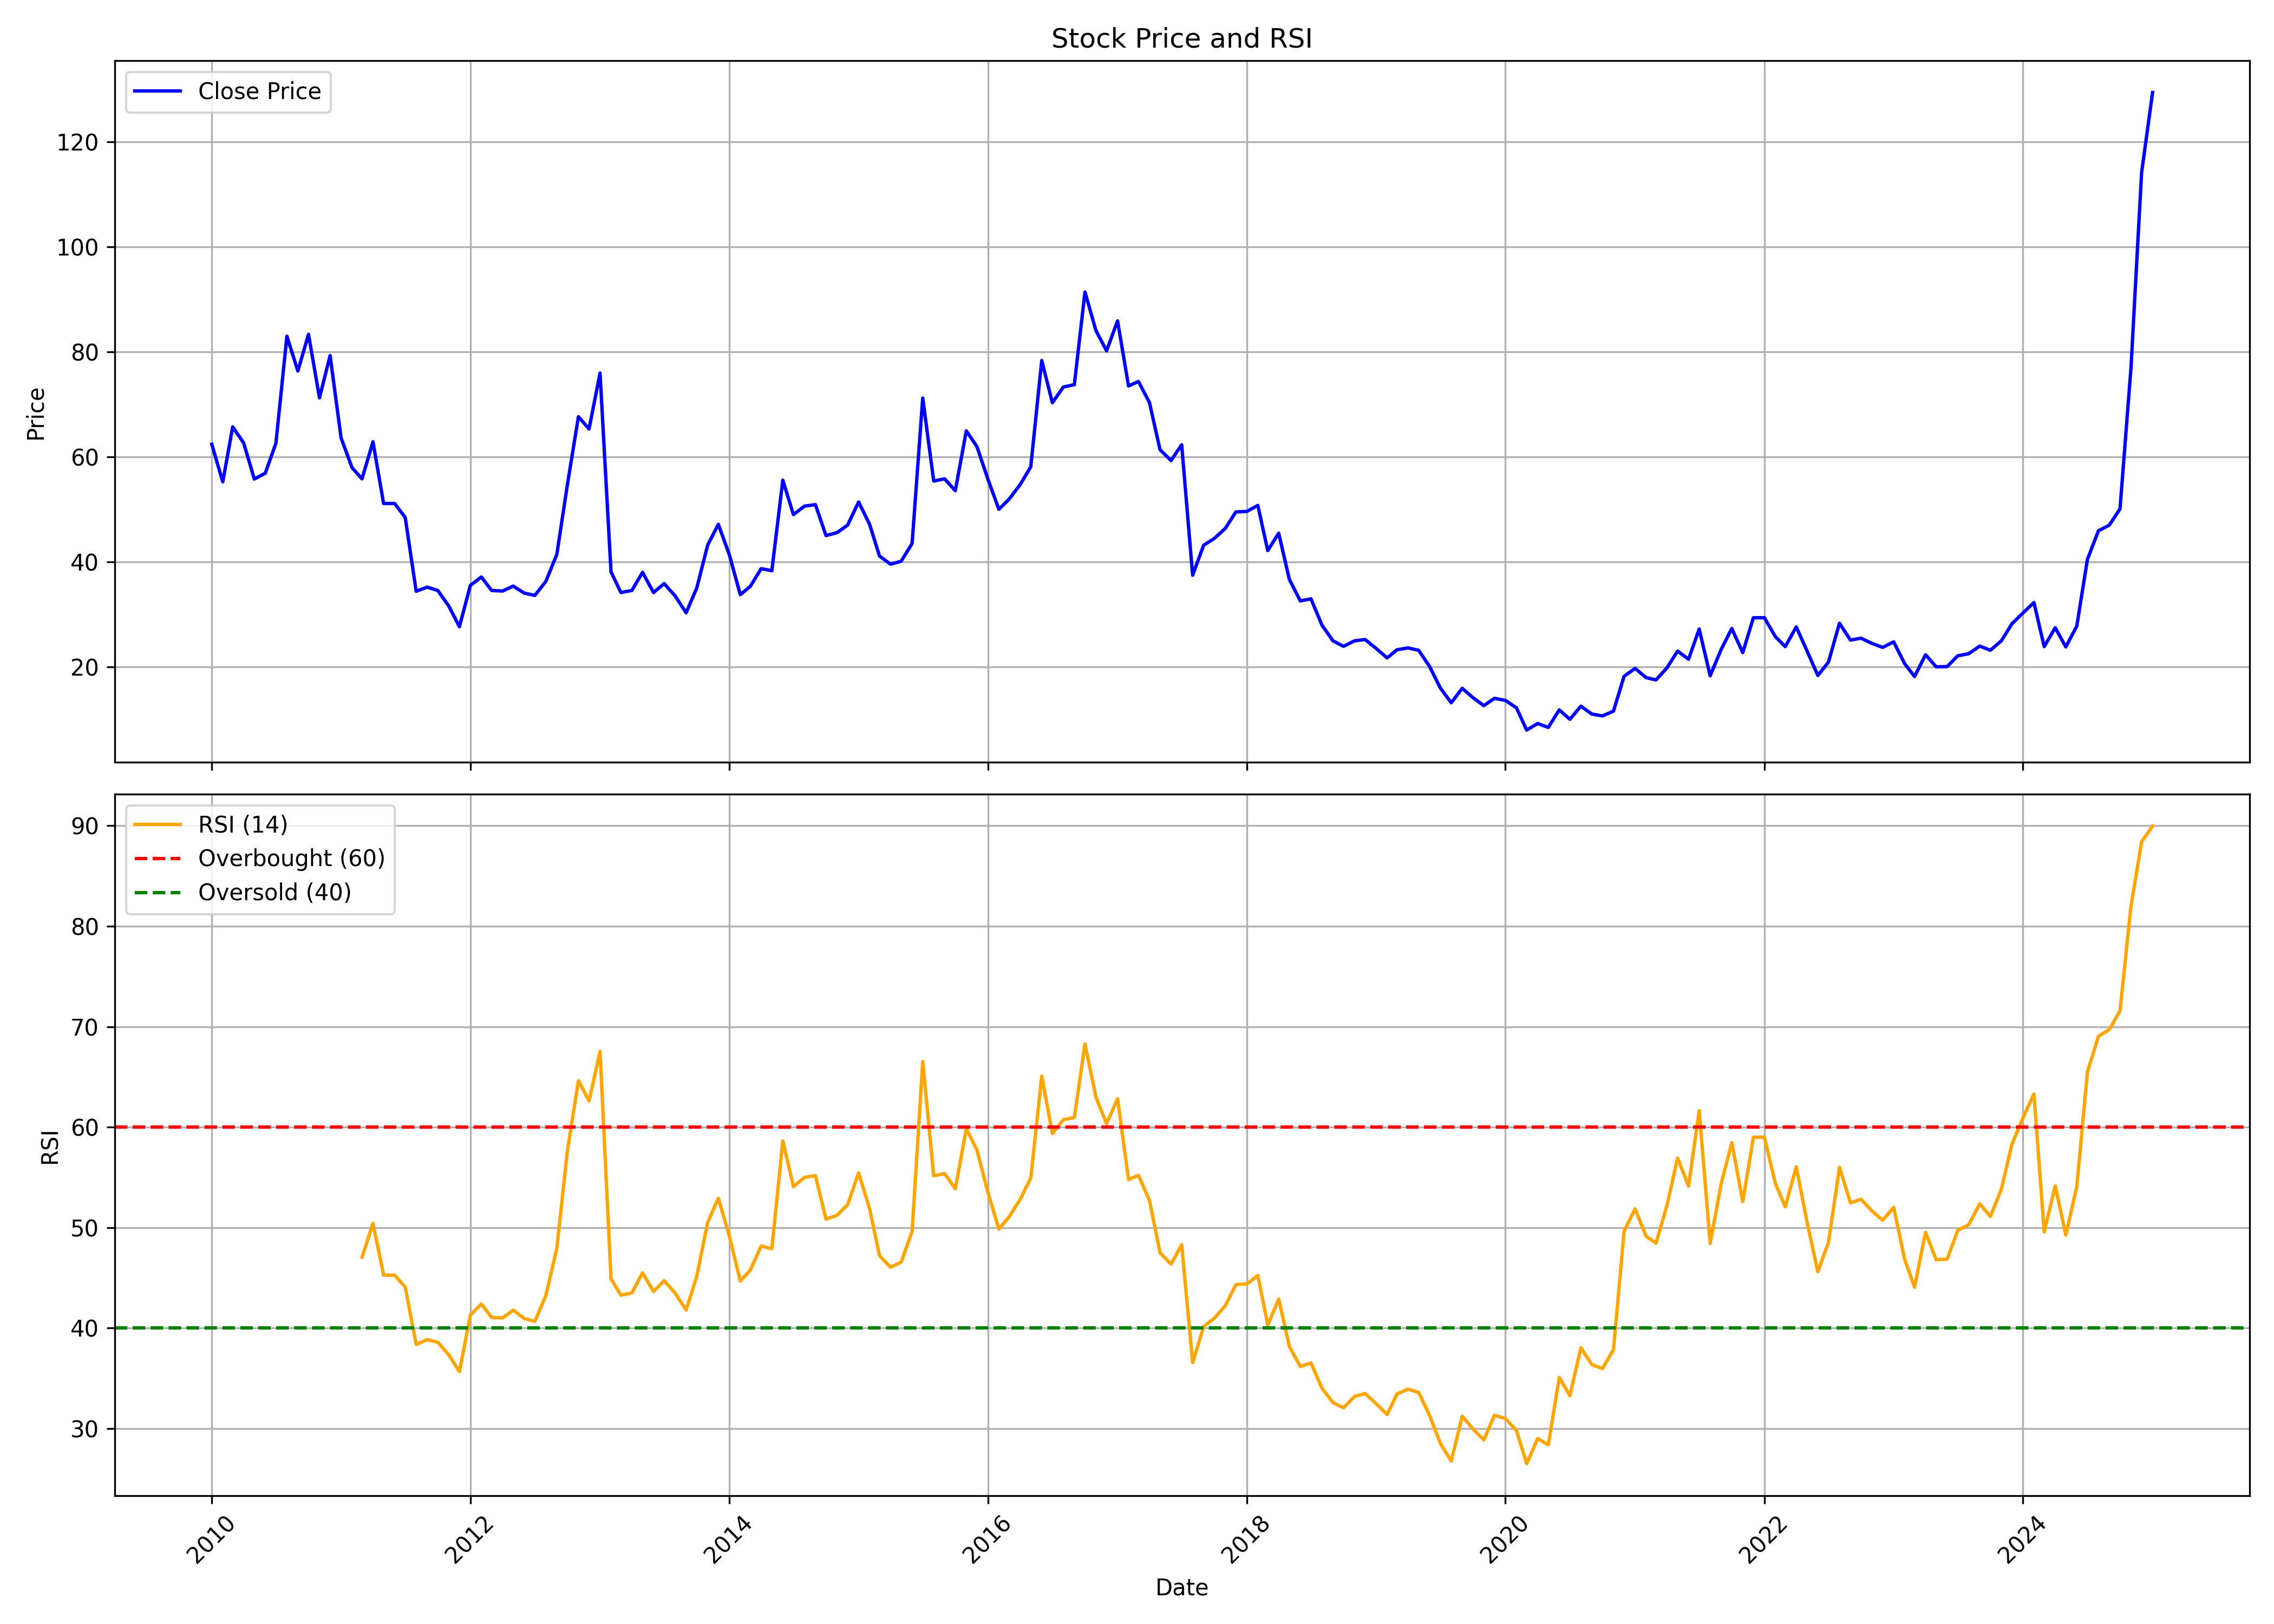 Stock Price and RSI
Close Price
Price
120
100
80
60
40
20
RSI (14)
Overbought (60)
Oversold (40)
RSI
90
80
70
60
50
40
30
2010
2012
2014
2016
2018
2020
2022
2024
Date